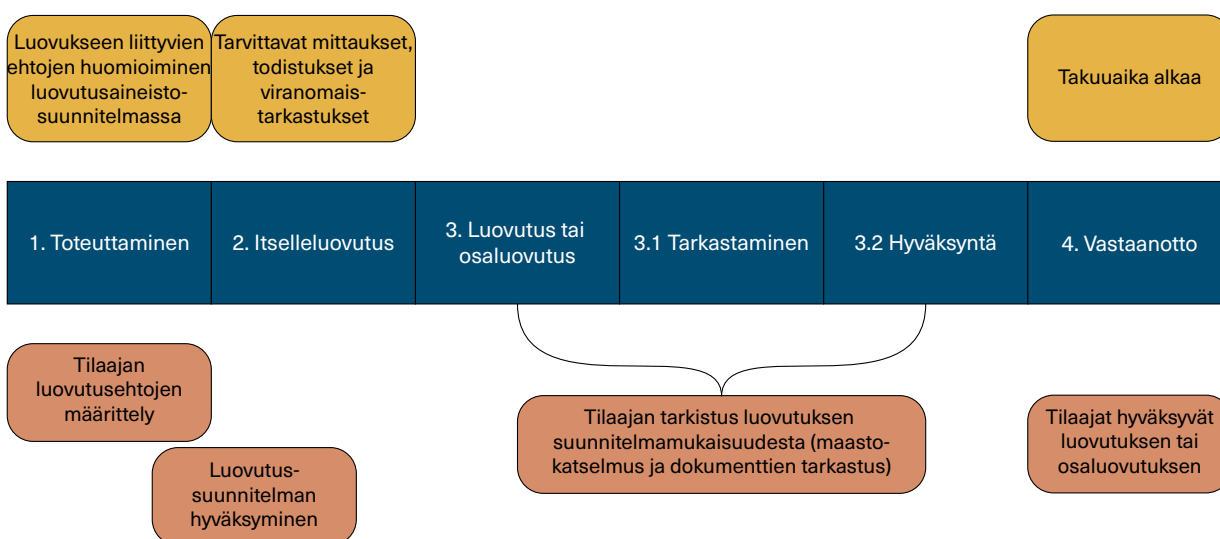 Luovukseen liittyvien
ehtojen huomioiminen
luovutusaineisto-
suunnitelmassa
Tarvittavat mittaukset,
todistukset ja
viranomais-
tarkastukset
Takuuaika alkaa
1. Toteuttaminen
2. Itselleluovutus
3. Luovutus tai
osaluovutus
3.1 Tarkastaminen
3.2 Hyväksyntä
4. Vastaanotto
Tilaajan
luovutusehtojen
määrittely
Luovutus-
suunnitelman
hyväksyminen
Tilaajan tarkistus luovutuksen
suunnitelmamukaisuudesta (maasto-
katselmus ja dokumenttien tarkastus)
Tilaajat hyväksyvät
luovutuksen tai
osaluovutuksen